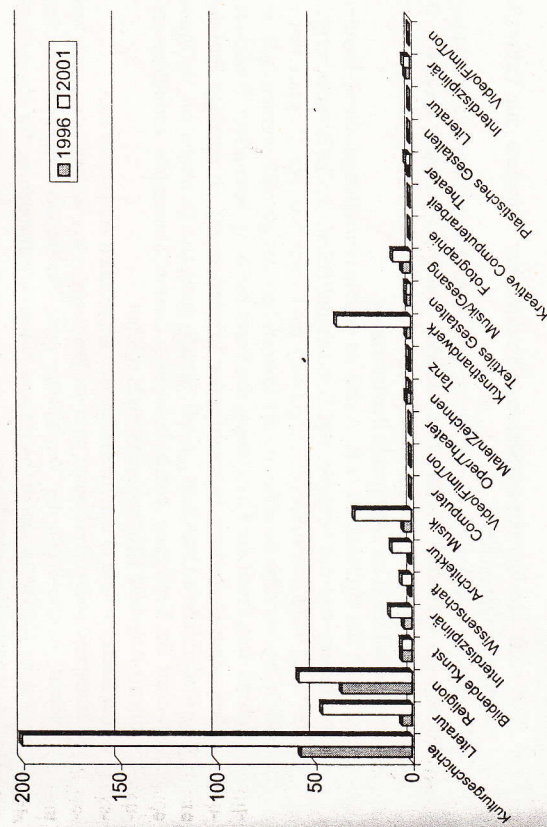 1996 2001
200
150
100
50
0
Kulturgeschichte
Literatur
Religion
Bildende Kunst
Interdisziplinär
Wissenschaft
Architektur
Musik
Computer
Video/Film/Ton
Oper/Theater
Malen/Zeichnen
Tanz
Kunsthandwerk
Textiles Gestalten
Musik/Gesang
Fotographie
Kreative Computerarbeit
Theater
Plastisches Gestalten
Literatur
Interdisziplinär
Video/Film/Ton